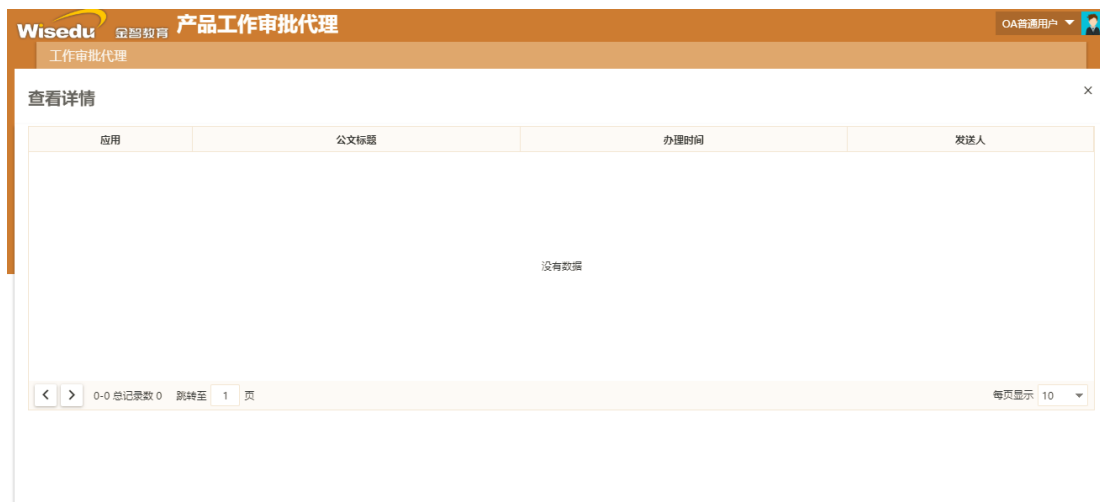 Wisedu 金智教育 产品工作审批代理 OA普通用户
工作审批代理
查看详情
应用 公文标题 办理时间 发送人
没有数据
0-0 总记录数 0 跳转至 1 页 每页显示 10